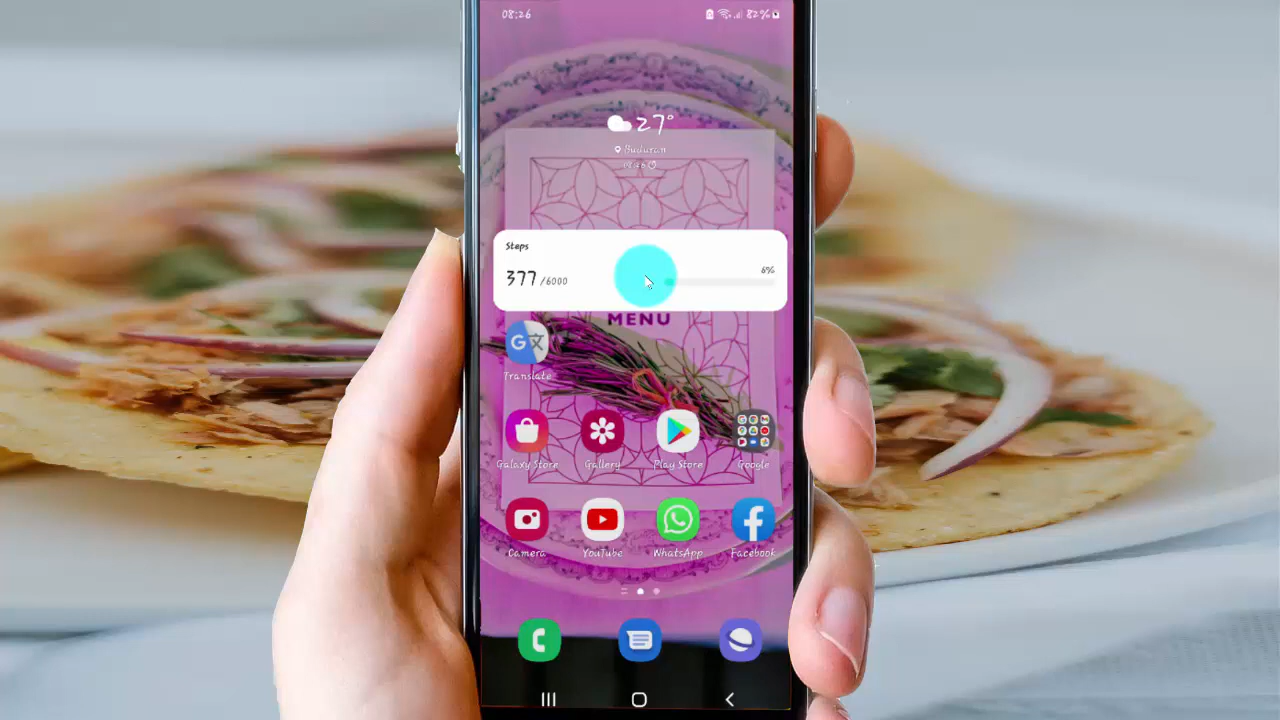 08:26 82%
27°
Buduran
Steps
377 /6000 6%
MENU
Translate
Galaxy Store Gallery Play Store Google
Camera YouTube WhatsApp Facebook